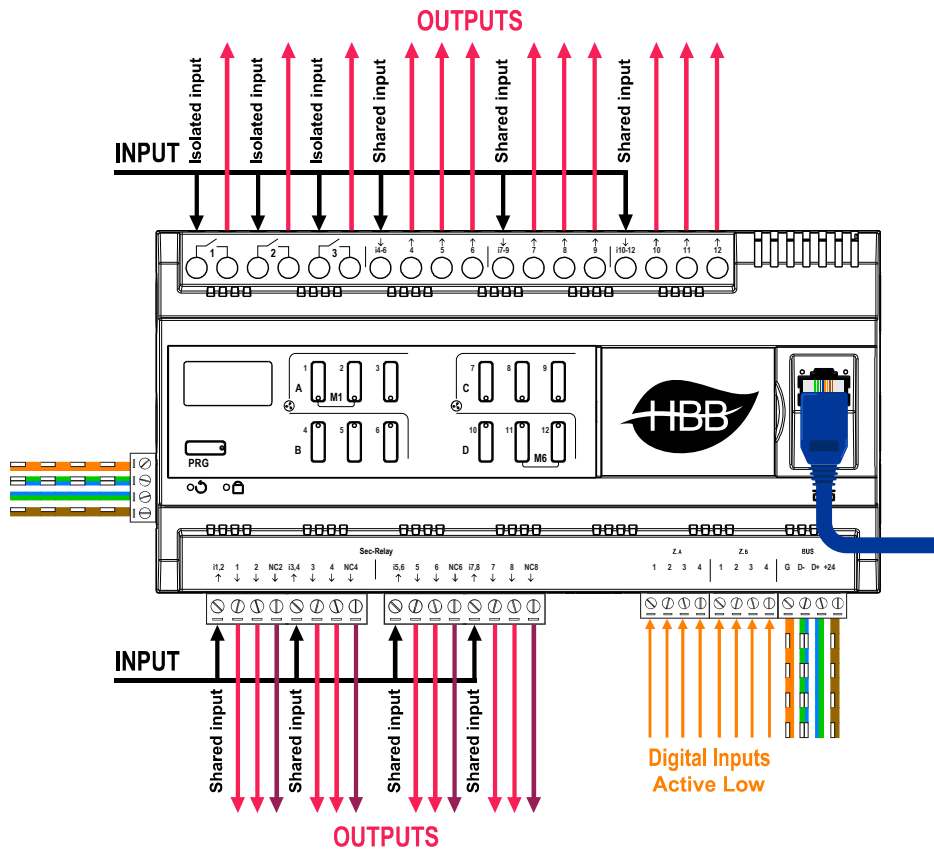 OUTPUTS
Isolated input
Isolated input
Isolated input
Shared input
Shared input
Shared input
INPUT
1 2 3 i4-6 4 5 6 i7-9 7 8 9 i10-12 10 11 12
1 2 3 7 8 9
A M1 C
HBB
4 5 6 10 11 12
B D M6
PRG
Sec-Relay Z.A Z.B BUS
i1,2 1 2 NC2 i3,4 3 4 NC4 i5,6 5 6 NC6 i7,8 7 8 NC8 1 2 3 4 1 2 3 4 G D- D+ +24
INPUT
Shared input
Shared input
Shared input
Shared input
Digital Inputs
Active Low
OUTPUTS